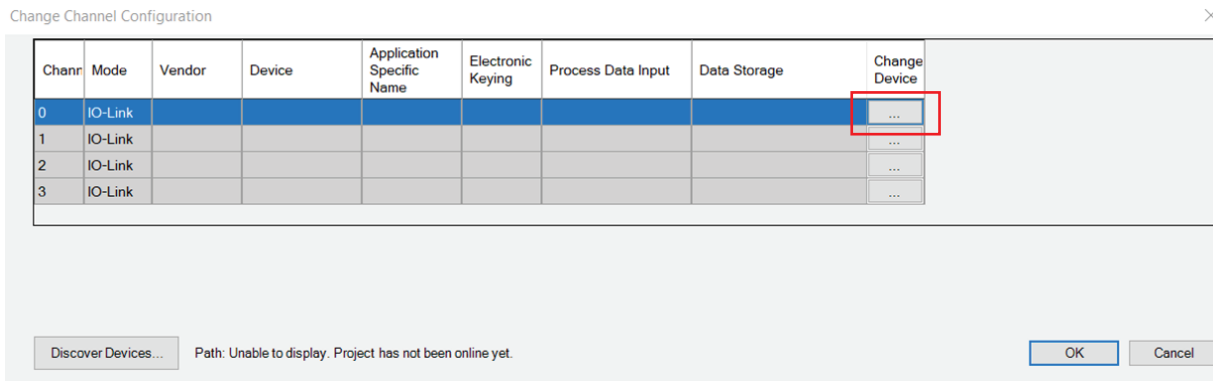 Change Channel Configuration
Chann Mode Vendor Device Application Specific Name Electronic Keying Process Data Input Data Storage Change Device
0 IO-Link ...
1 IO-Link ...
2 IO-Link ...
3 IO-Link ...
Discover Devices... Path: Unable to display. Project has not been online yet. OK Cancel